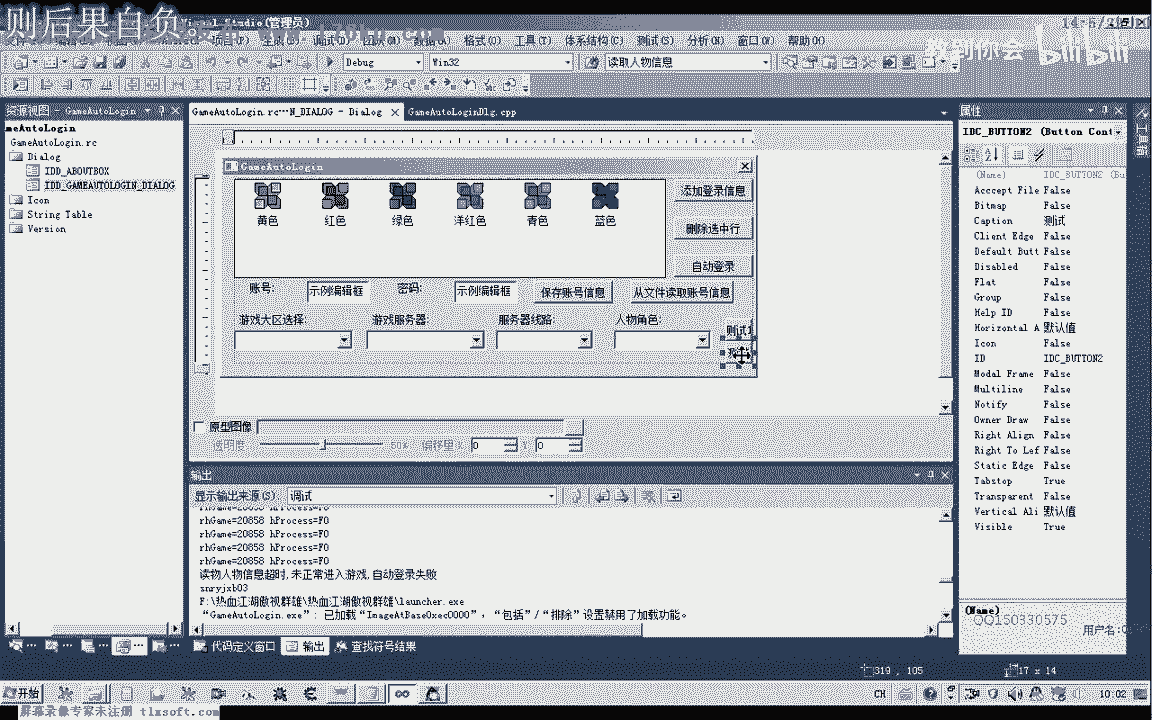 则后果自负。
Visual Studio(管理员)
格式(O) 工具(T) 体系结构(C) 测试(S) 分析(N) 窗口(W) 帮助(H)
Debug Win32 读取人物信息
bilibili
资源视图 - GameAutoLogin
GameAutoLogin.rc...N_DIALOG - Dialog
GameAutoLoginDlg.cpp
属性
meAutoLogin
GameAutoLogin.rc
Dialog
IDD_ABOUTBOX
IDD_GAMEAUTOLOGIN_DIALOG
Icon
String Table
Version
GameAutoLogin
黄色 红色 绿色 洋红色 青色 蓝色
添加登录信息
删除选中行
自动登录
账号: 示例编辑框 密码: 示例编辑框 保存账号信息 从文件读取账号信息
游戏大区选择: 游戏服务器: 服务器线路: 人物角色:
测试1
原型图像
透明度: 50% 偏移里 X: 0 Y: 0
IDC_BUTTON2 (Button Cont
(Name) IDC_BUTTON2 (Bu
Accept File False
Bitmap False
Caption 测试
Client Edge False
Default Butt False
Disabled False
Flat False
Group False
Help ID False
Horizontal A 默认值
Icon False
ID IDC_BUTTON2
Modal Frame False
Multiline False
Notify False
Owner Draw False
Right Align False
Right To Lef False
Static Edge False
Tabstop True
Transparent False
Vertical Ali 默认值
Visible True
(Name)
QQ150330575
用户名:
输出
显示输出来源(S): 调试
rhGame=20858 hProcess=F0
rhGame=20858 hProcess=F0
rhGame=20858 hProcess=F0
rhGame=20858 hProcess=F0
rhGame=20858 hProcess=F0
读物人物信息超时,未正常进入游戏,自动登录失败
snryjxb03
F:\热血江湖傲视群雄\热血江湖傲视群雄\launcher.exe
“GameAutoLogin.exe”: 已加载“ImageAtBase0xec0000”，“包括”/“排除”设置禁用了加载功能。
代码定义窗口 输出 查找符号结果
319 , 105 17 x 14
开始
CH
10:02
屏幕录像专家未注册 tlxsoft.com